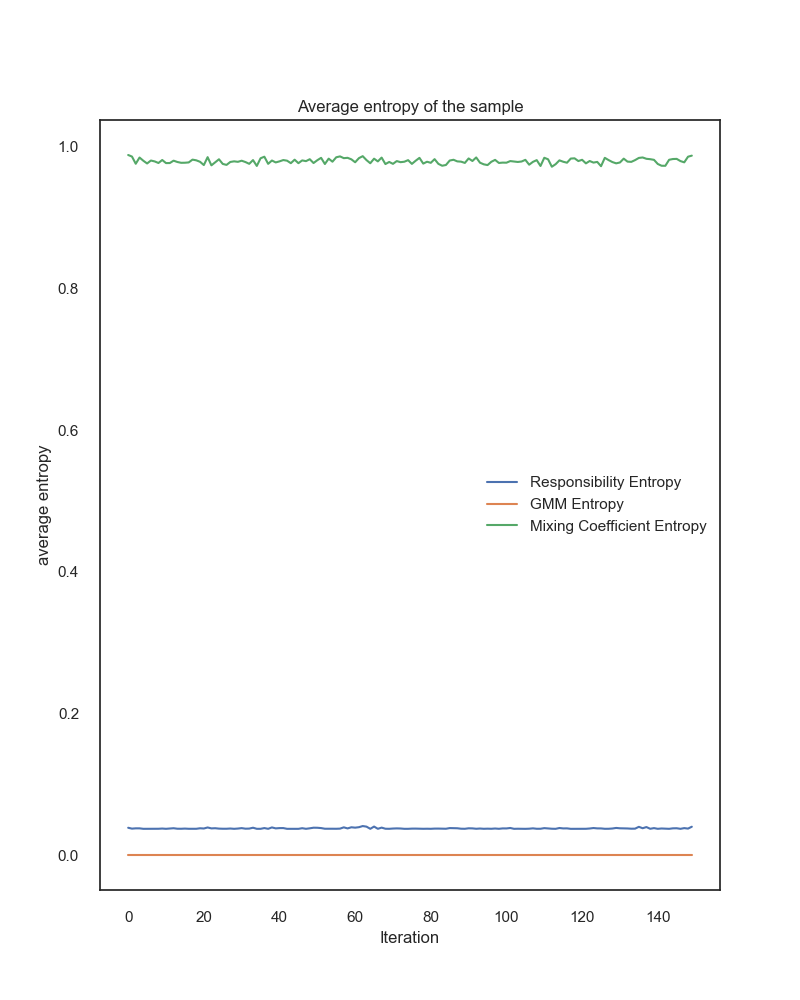 Average entropy of the sample
1.0
0.8
0.6
0.4
0.2
0.0
average entropy
Responsibility Entropy
GMM Entropy
Mixing Coefficient Entropy
0 20 40 60 80 100 120 140
Iteration